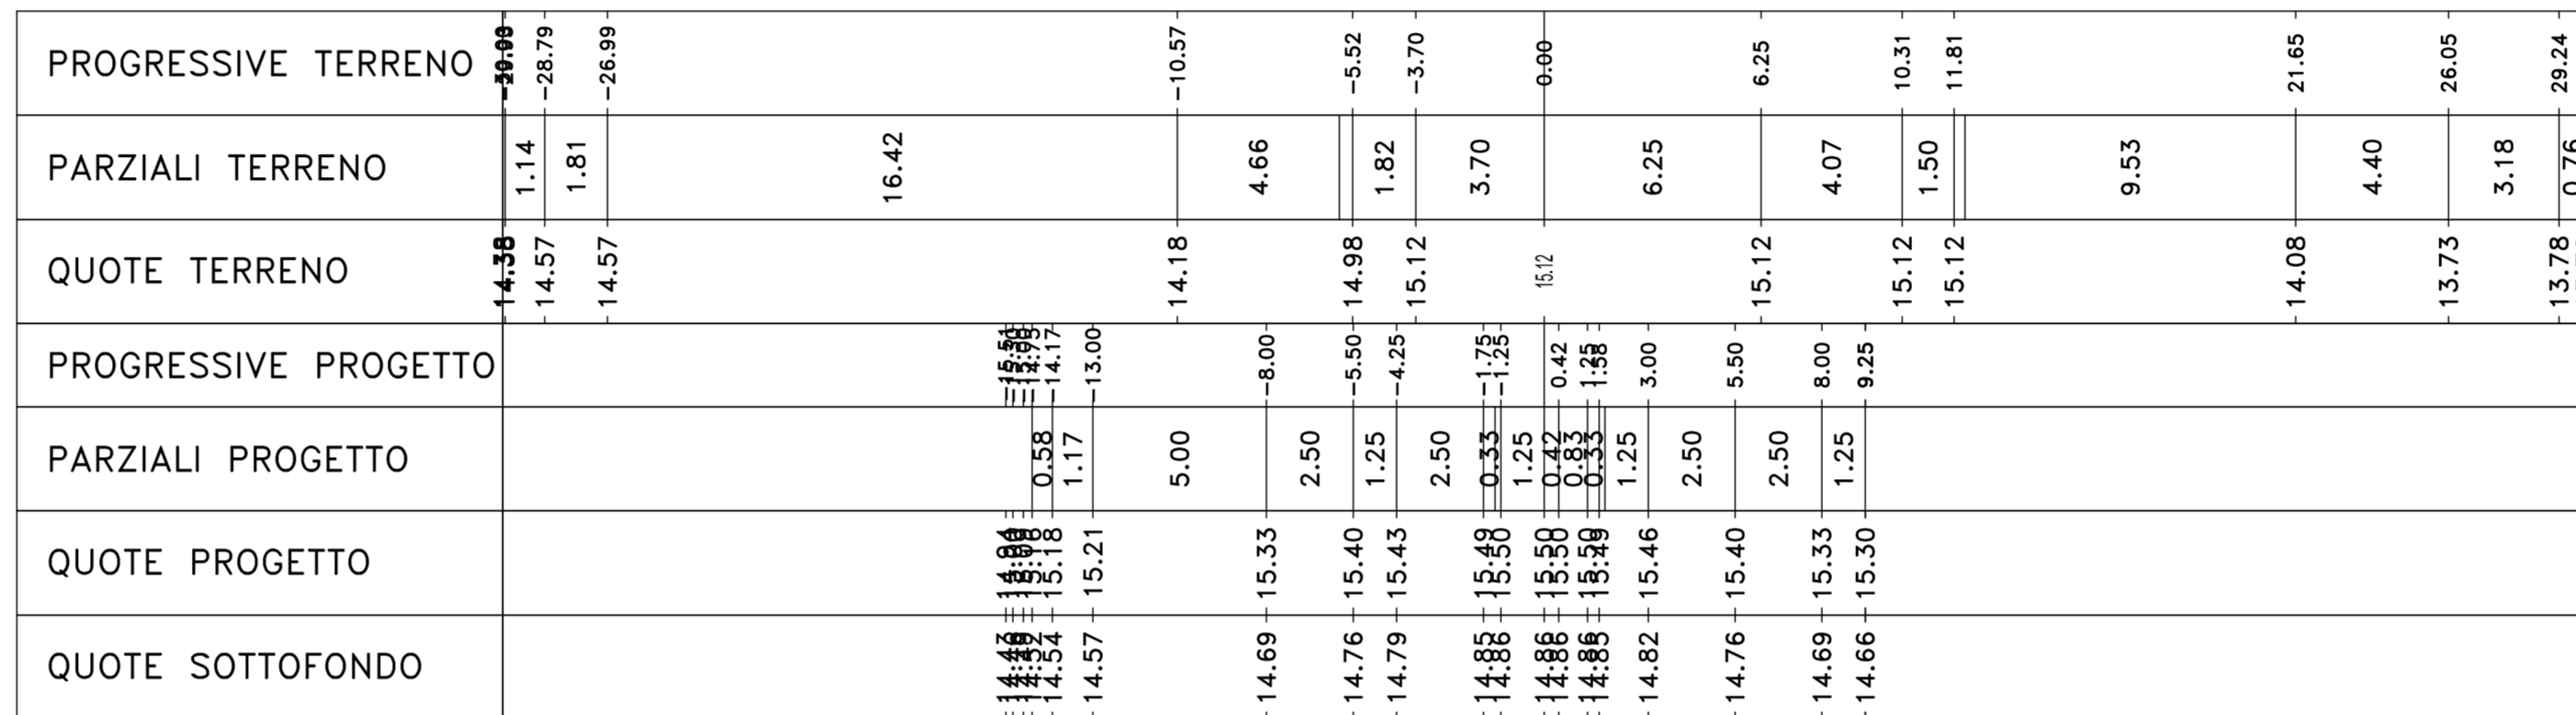 PROGRESSIVE TERRENO -28.79 -26.99 -10.57 -5.52 -3.70 0.00 6.25 10.31 11.81 21.65 26.05 29.24
PARZIALI TERRENO 1.14 1.81 16.42 4.66 1.82 3.70 6.25 4.07 1.50 9.53 4.40 3.18 0.76
QUOTE TERRENO 14.57 14.57 14.18 14.98 15.12 15.12 15.12 15.12 15.12 14.08 13.73 13.78
PROGRESSIVE PROGETTO -14.17 -13.00 -8.00 -5.50 -4.25 -1.75 -1.25 0.42 1.25 1.58 3.00 5.50 8.00 9.25
PARZIALI PROGETTO 0.58 1.17 5.00 2.50 1.25 2.50 0.33 1.25 0.42 0.83 0.33 1.25 2.50 2.50 1.25
QUOTE PROGETTO 15.18 15.21 15.33 15.40 15.43 15.49 15.50 15.50 15.50 15.50 15.49 15.46 15.40 15.33 15.30
QUOTE SOTTOFONDO 14.54 14.57 14.69 14.76 14.79 14.85 14.86 14.86 14.86 14.86 14.85 14.82 14.76 14.69 14.66